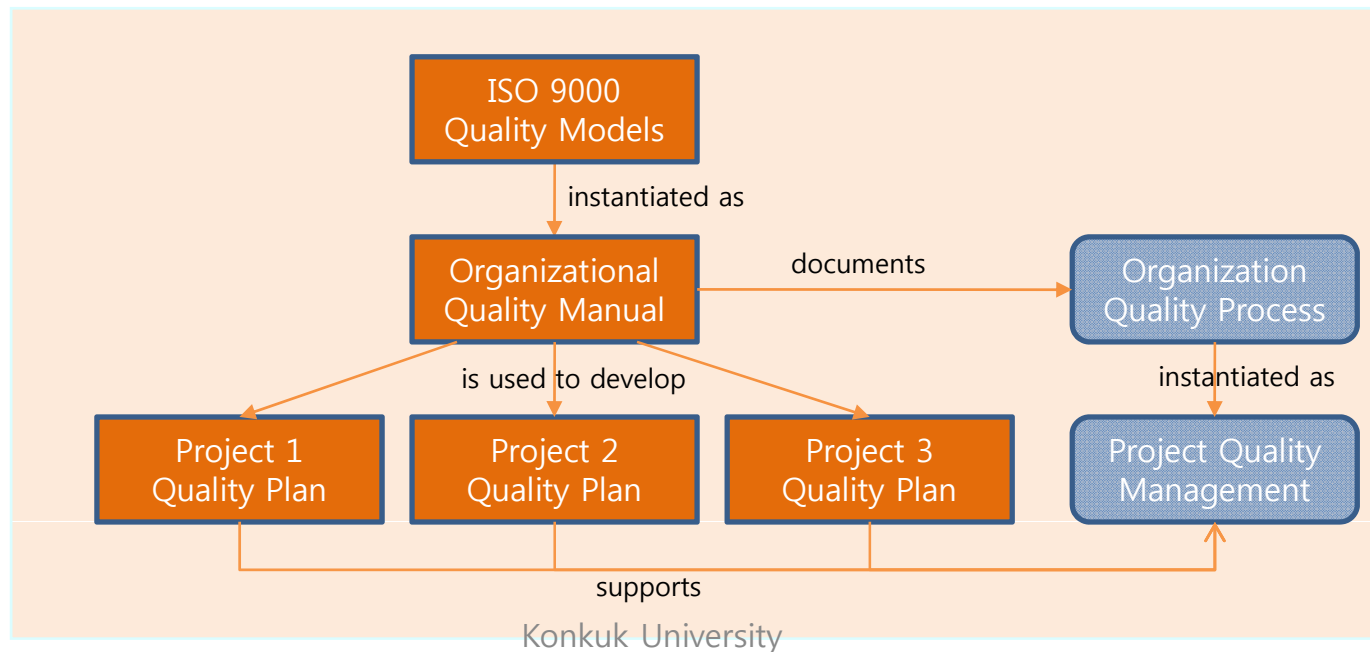 ISO 9000
Quality Models
instantiated as
Organizational
Quality Manual
documents
Organization
Quality Process
is used to develop
instantiated as
Project 1
Quality Plan
Project 2
Quality Plan
Project 3
Quality Plan
Project Quality
Management
supports
Konkuk University